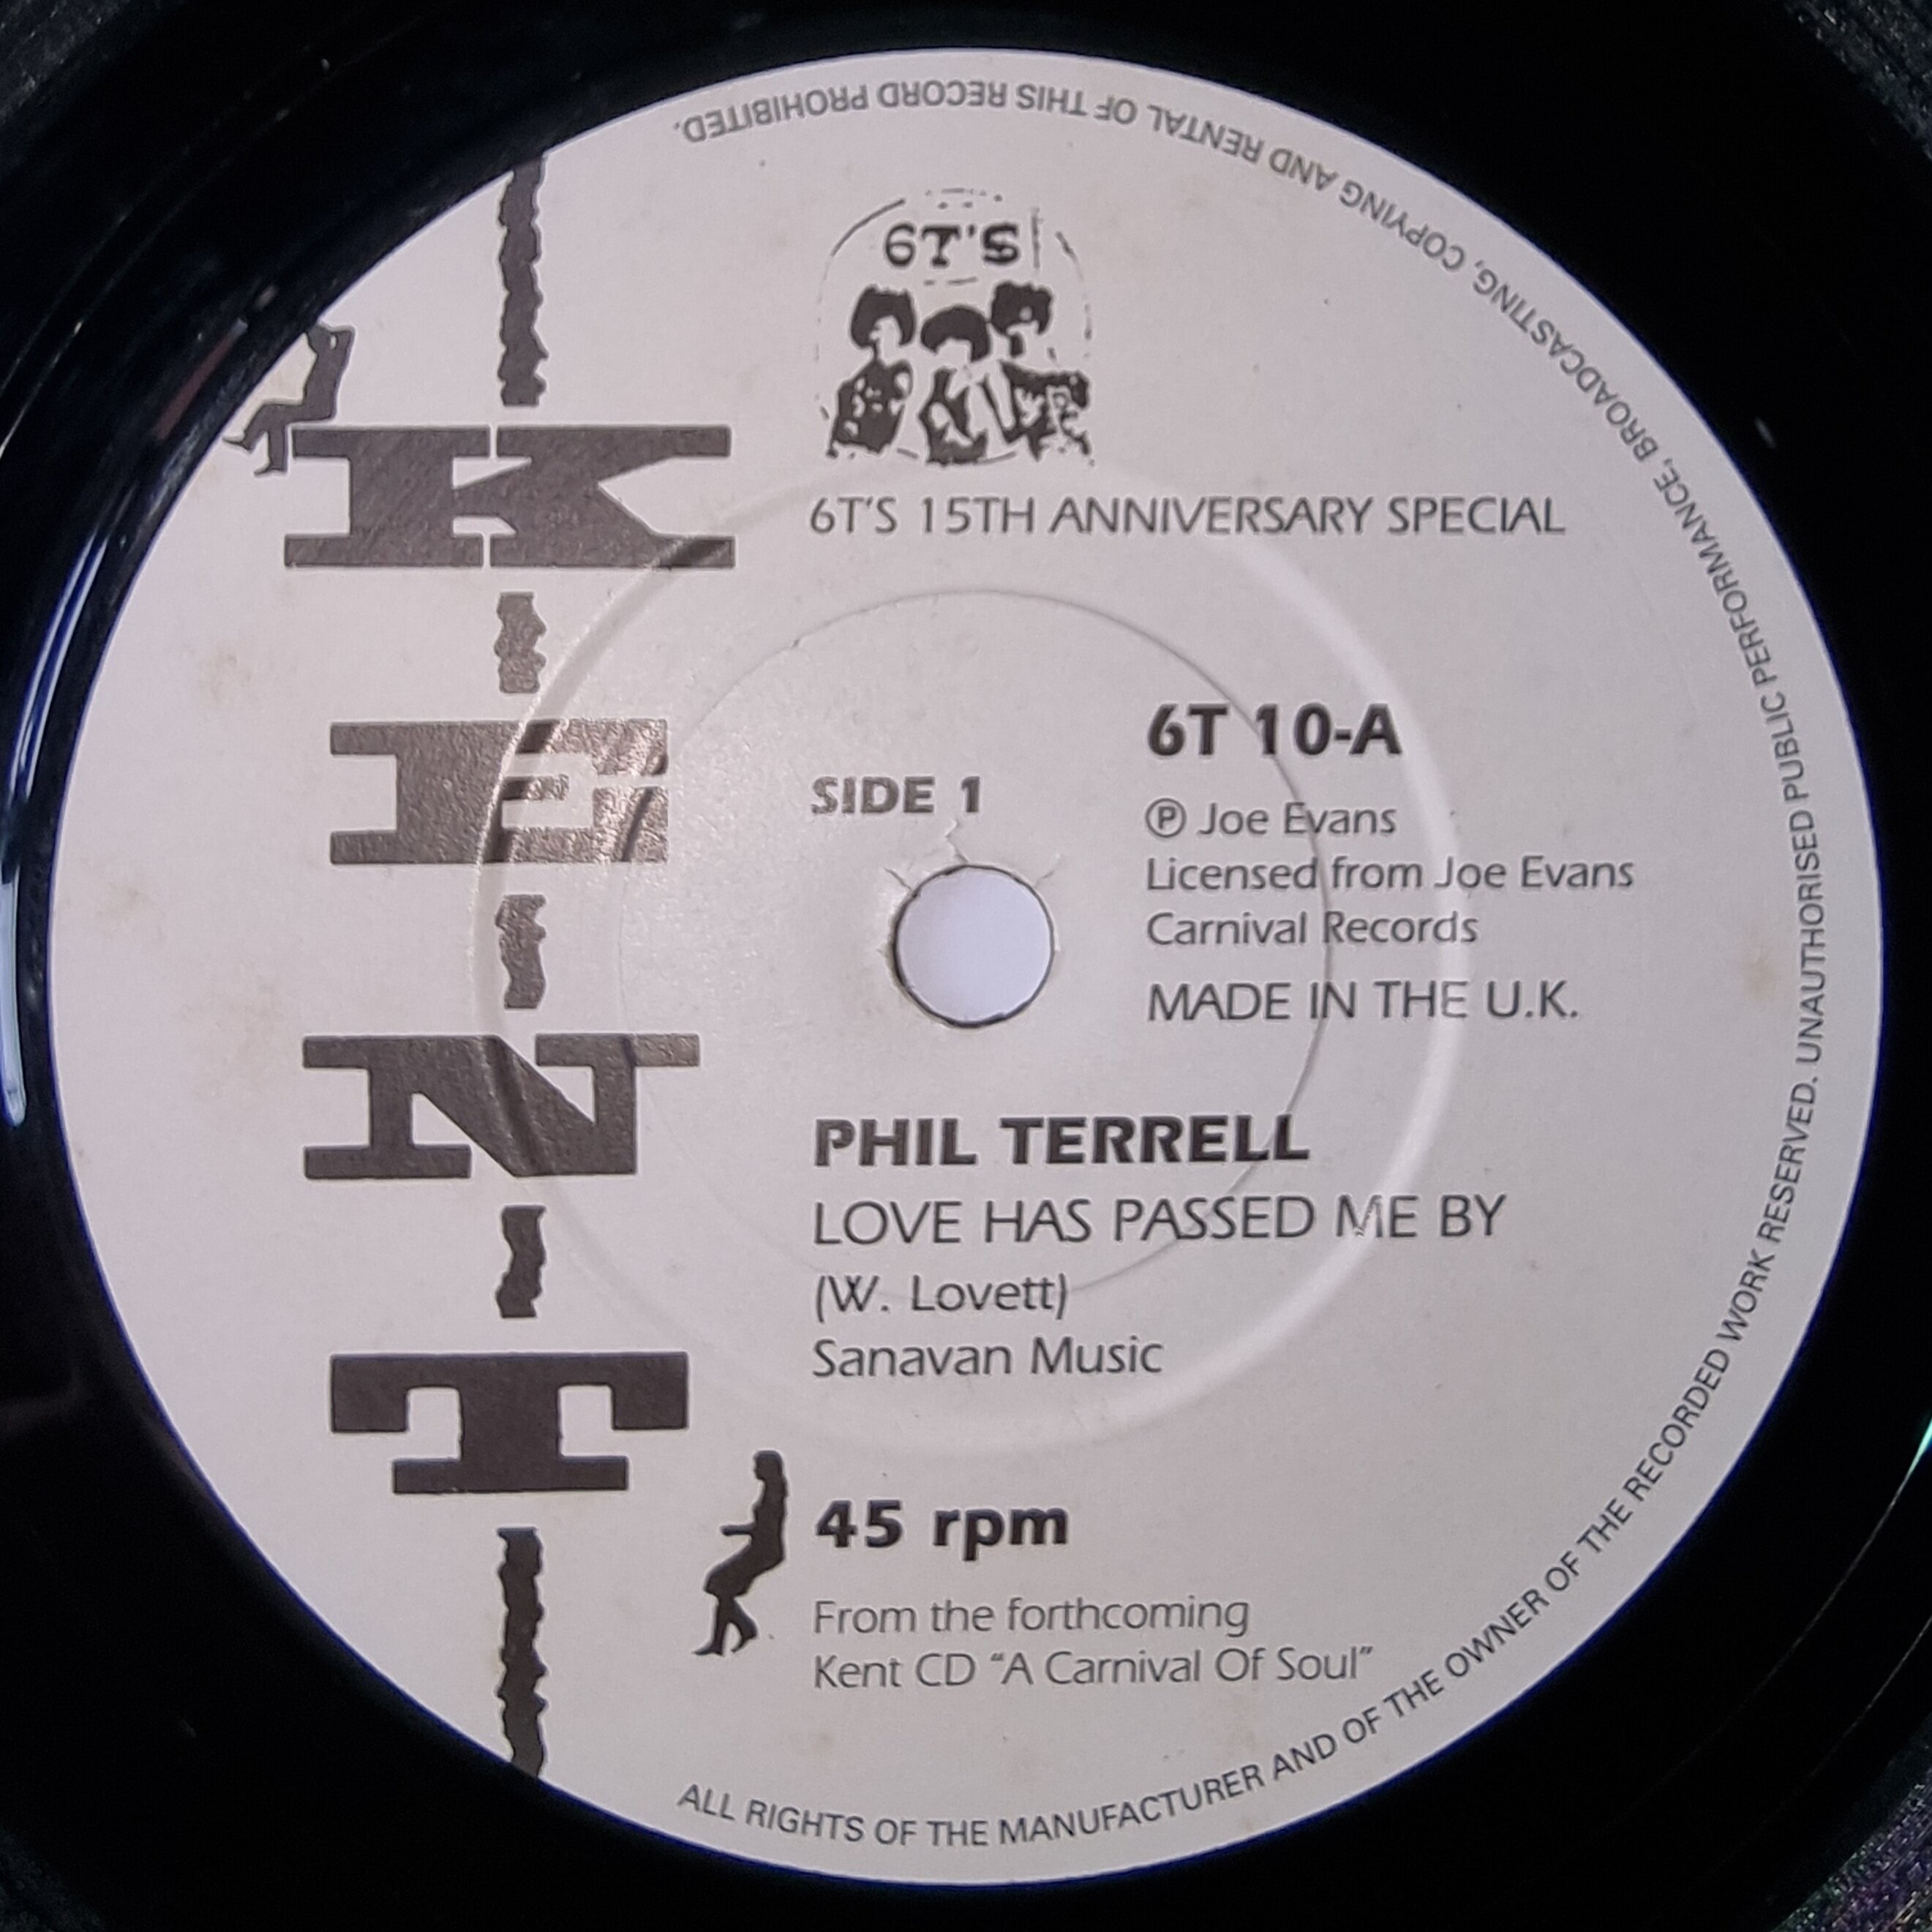 6T'S
6T'S 15TH ANNIVERSARY SPECIAL
KENT
6T 10-A
SIDE 1
℗ Joe Evans
Licensed from Joe Evans
Carnival Records
MADE IN THE U.K.
PHIL TERRELL
LOVE HAS PASSED ME BY
(W. Lovett)
Sanavan Music
45 rpm
From the forthcoming
Kent CD “A Carnival Of Soul”
ALL RIGHTS OF THE MANUFACTURER AND OF THE OWNER OF THE RECORDED WORK RESERVED. UNAUTHORISED PUBLIC PERFORMANCE, BROADCASTING, COPYING AND RENTAL OF THIS RECORD PROHIBITED.